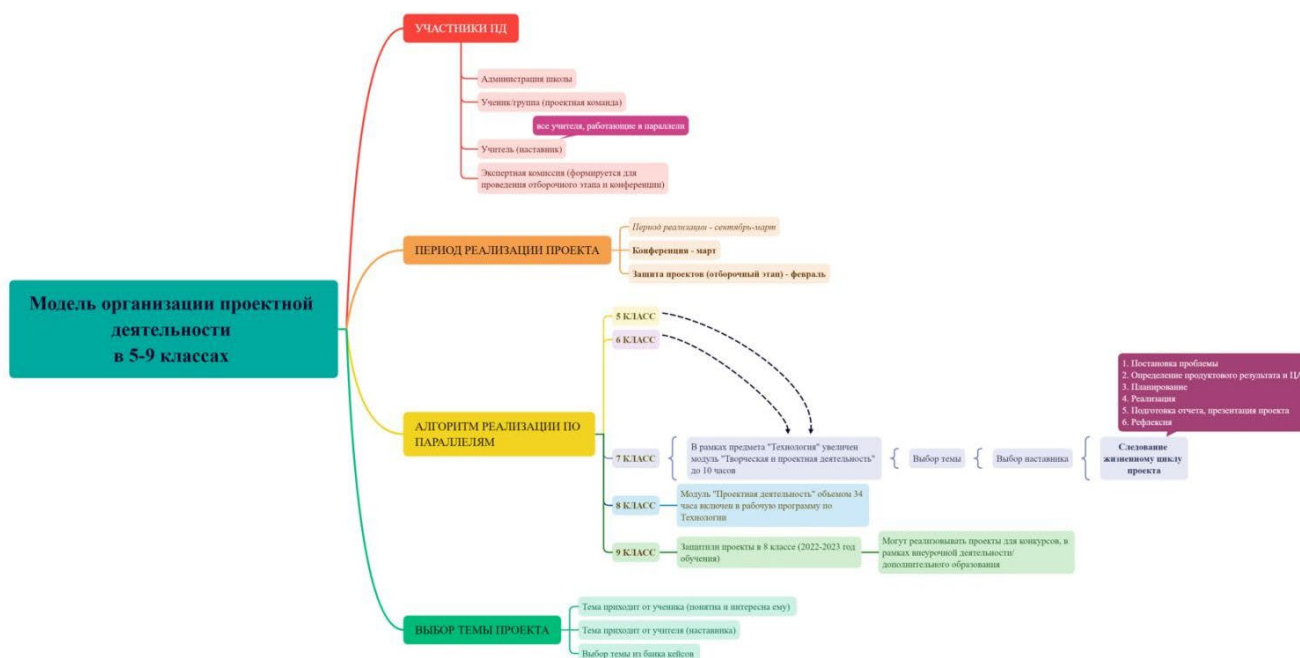 УЧАСТНИКИ ПД
Администрация школы
Ученик/группа (проектная команда)
все учителя, работающие в параллели
Учитель (наставник)
Экспертная комиссия (формируется для
проведения отборочного этапа и конференции)
ПЕРИОД РЕАЛИЗАЦИИ ПРОЕКТА
Период реализации - сентябрь-март
Конференция - март
Защита проектов (отборочный этап) - февраль
Модель организации проектной
деятельности
в 5-9 классах
АЛГОРИТМ РЕАЛИЗАЦИИ ПО
ПАРАЛЛЕЛЯМ
5 КЛАСС
6 КЛАСС
7 КЛАСС
В рамках предмета "Технология" увеличен
модуль "Творческая и проектная деятельность"
до 10 часов
Выбор темы
Выбор наставника
Следование
жизненному циклу
проекта
1. Постановка проблемы
2. Определение продуктового результата и ЦА
3. Планирование
4. Реализация
5. Подготовка отчета, презентация проекта
6. Рефлексия
8 КЛАСС
Модуль "Проектная деятельность" объемом 34
часа включен в рабочую программу по
Технологии
9 КЛАСС
Защитили проекты в 8 классе (2022-2023 год
обучения)
Могут реализовывать проекты для конкурсов, в
рамках внеурочной деятельности/
дополнительного образования
ВЫБОР ТЕМЫ ПРОЕКТА
Тема приходит от ученика (понятна и интересна ему)
Тема приходит от учителя (наставника)
Выбор темы из банка кейсов